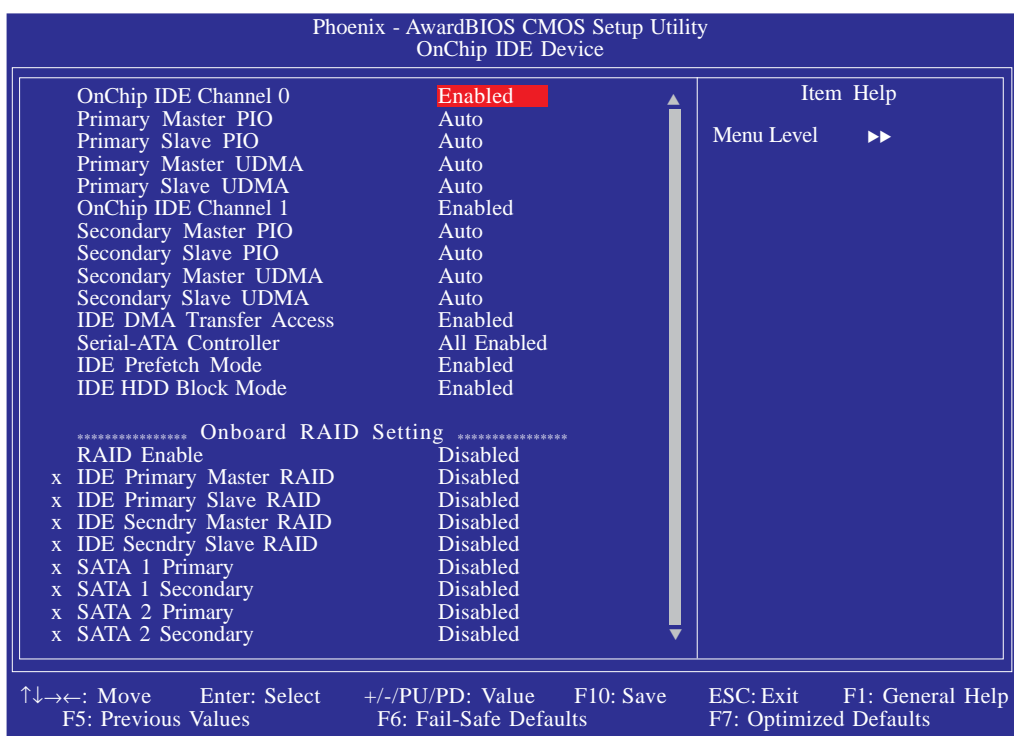 Phoenix - AwardBIOS CMOS Setup Utility
OnChip IDE Device
OnChip IDE Channel 0 Enabled
Primary Master PIO Auto
Primary Slave PIO Auto
Primary Master UDMA Auto
Primary Slave UDMA Auto
OnChip IDE Channel 1 Enabled
Secondary Master PIO Auto
Secondary Slave PIO Auto
Secondary Master UDMA Auto
Secondary Slave UDMA Auto
IDE DMA Transfer Access Enabled
Serial-ATA Controller All Enabled
IDE Prefetch Mode Enabled
IDE HDD Block Mode Enabled
**************** Onboard RAID Setting ****************
RAID Enable Disabled
x IDE Primary Master RAID Disabled
x IDE Primary Slave RAID Disabled
x IDE Secndry Master RAID Disabled
x IDE Secndry Slave RAID Disabled
x SATA 1 Primary Disabled
x SATA 1 Secondary Disabled
x SATA 2 Primary Disabled
x SATA 2 Secondary Disabled
Item Help
Menu Level ▶▶
↑↓→←: Move Enter: Select +/-/PU/PD: Value F10: Save ESC: Exit F1: General Help
F5: Previous Values F6: Fail-Safe Defaults F7: Optimized Defaults